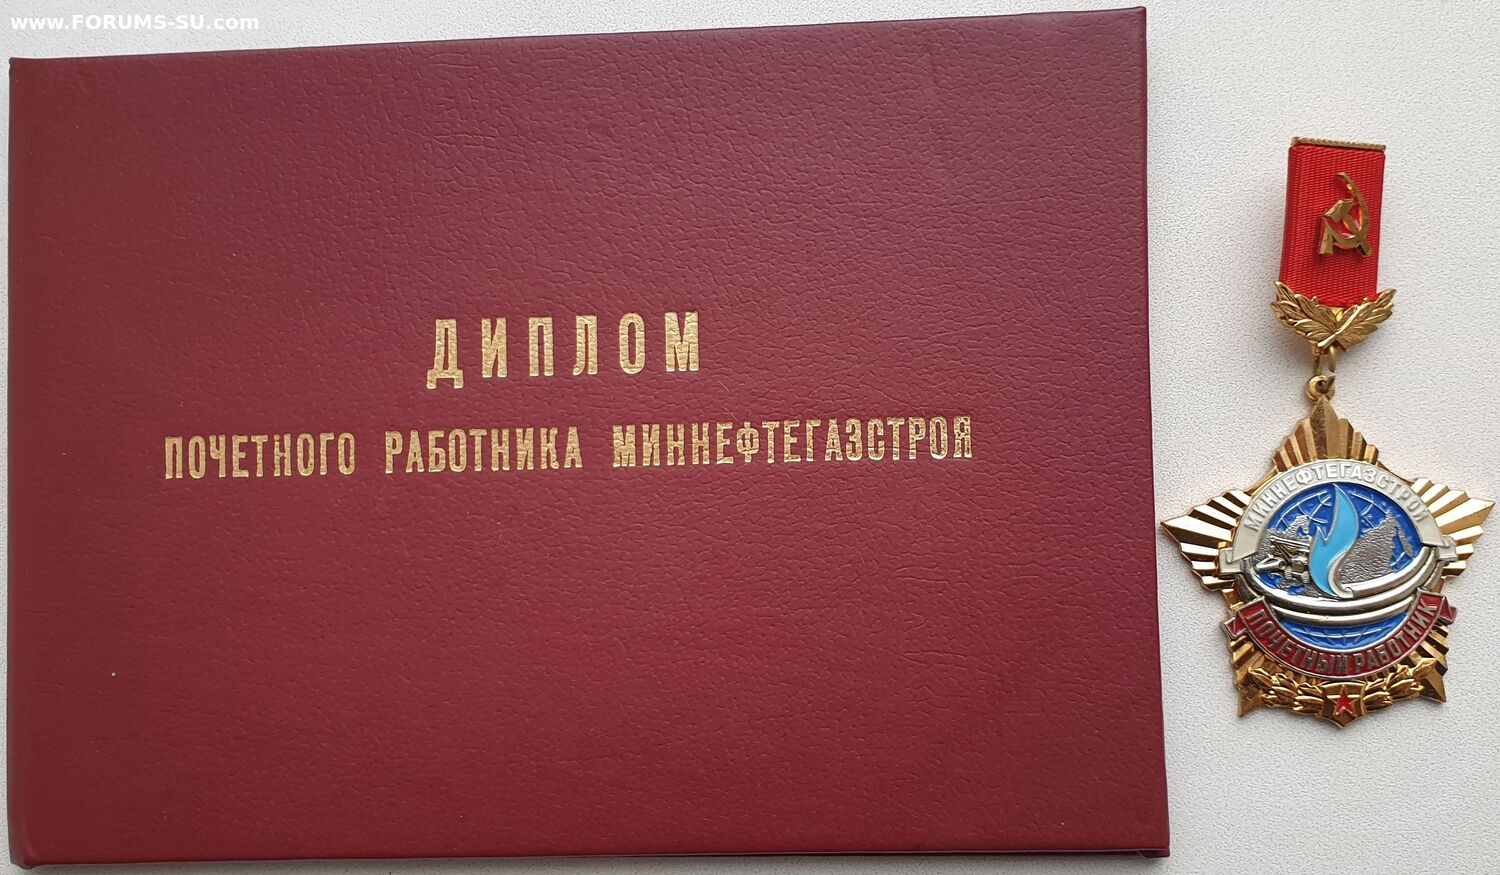 www.FORUMS-SU.com
ДИПЛОМ
ПОЧЕТНОГО РАБОТНИКА МИННЕФТЕГАЗСТРОЯ
МИННЕФТЕГАЗСТРОЙ
ПОЧЕТНЫЙ РАБОТНИК